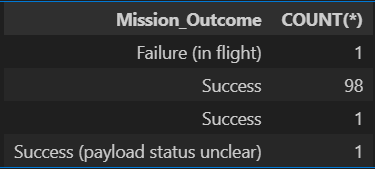 Mission_Outcome COUNT(*)
Failure (in flight) 1
Success 98
Success 1
Success (payload status unclear) 1